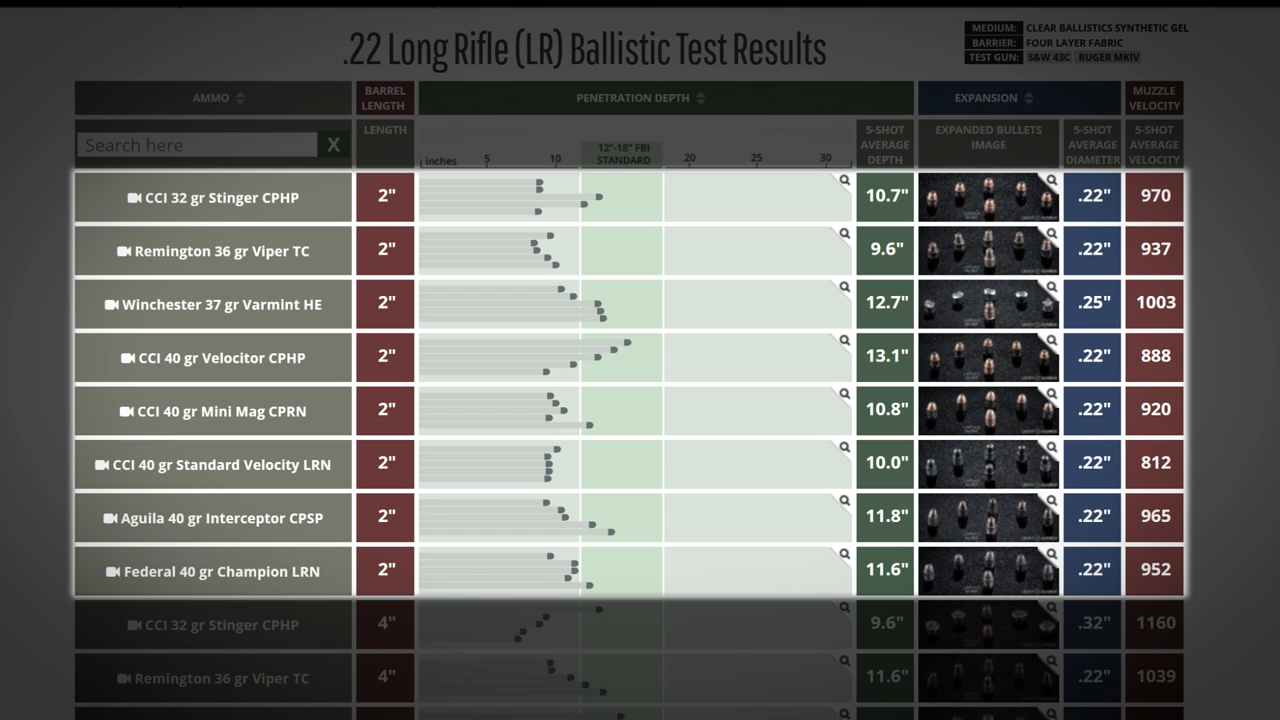 .22 Long Rifle (LR) Ballistic Test Results
MEDIUM: CLEAR BALLISTICS SYNTHETIC GEL
BARRIER: FOUR LAYER FABRIC
TEST GUN: S&W 43C RUGER MKIV
AMMO BARREL LENGTH PENETRATION DEPTH EXPANSION MUZZLE VELOCITY
Search here X LENGTH inches 5 10 12"-18" FBI STANDARD 20 25 30 5-SHOT AVERAGE DEPTH EXPANDED BULLETS IMAGE 5-SHOT AVERAGE DIAMETER 5-SHOT AVERAGE VELOCITY
CCI 32 gr Stinger CPHP 2" 10.7" .22" 970
Remington 36 gr Viper TC 2" 9.6" .22" 937
Winchester 37 gr Varmint HE 2" 12.7" .25" 1003
CCI 40 gr Velocitor CPHP 2" 13.1" .22" 888
CCI 40 gr Mini Mag CPRN 2" 10.8" .22" 920
CCI 40 gr Standard Velocity LRN 2" 10.0" .22" 812
Aguila 40 gr Interceptor CPSP 2" 11.8" .22" 965
Federal 40 gr Champion LRN 2" 11.6" .22" 952
CCI 32 gr Stinger CPHP 4" 9.6" .32" 1160
Remington 36 gr Viper TC 4" 11.6" .22" 1039